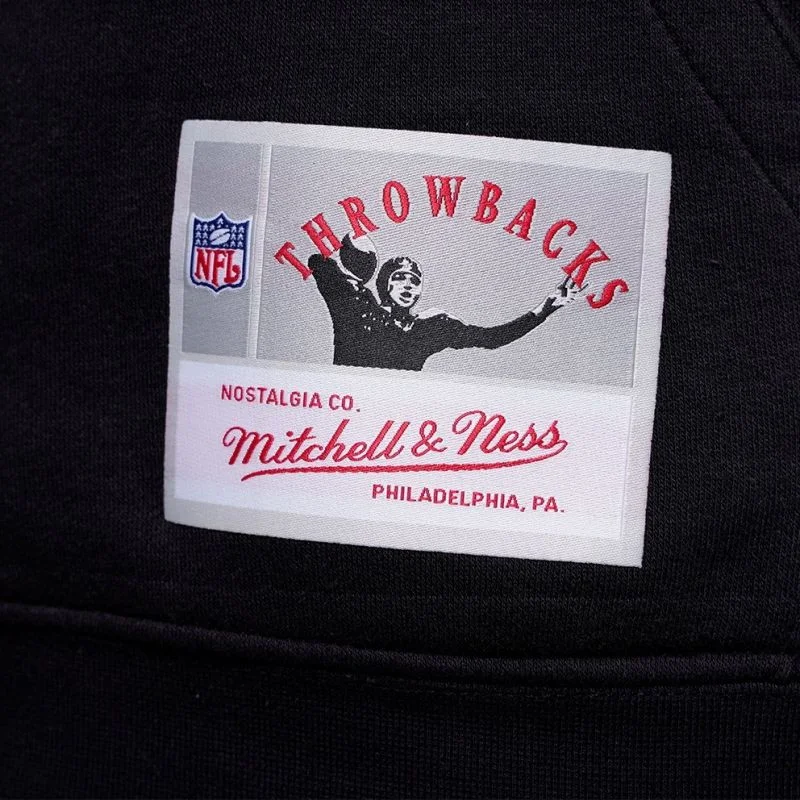 THROWBACKS
NFL
NOSTALGIA CO.
Mitchell & Ness
PHILADELPHIA, PA.